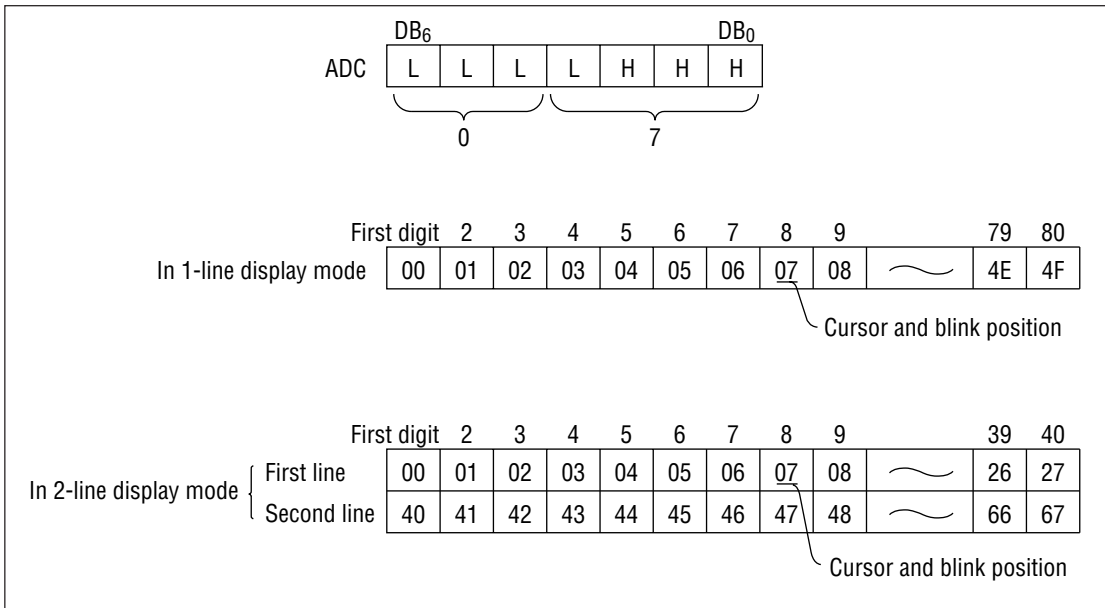 DB6 DB0
ADC L L L L H H H
0 7
First digit 2 3 4 5 6 7 8 9 79 80
In 1-line display mode 00 01 02 03 04 05 06 07 08 4E 4F
Cursor and blink position
First digit 2 3 4 5 6 7 8 9 39 40
In 2-line display mode
First line 00 01 02 03 04 05 06 07 08 26 27
Second line 40 41 42 43 44 45 46 47 48 66 67
Cursor and blink position